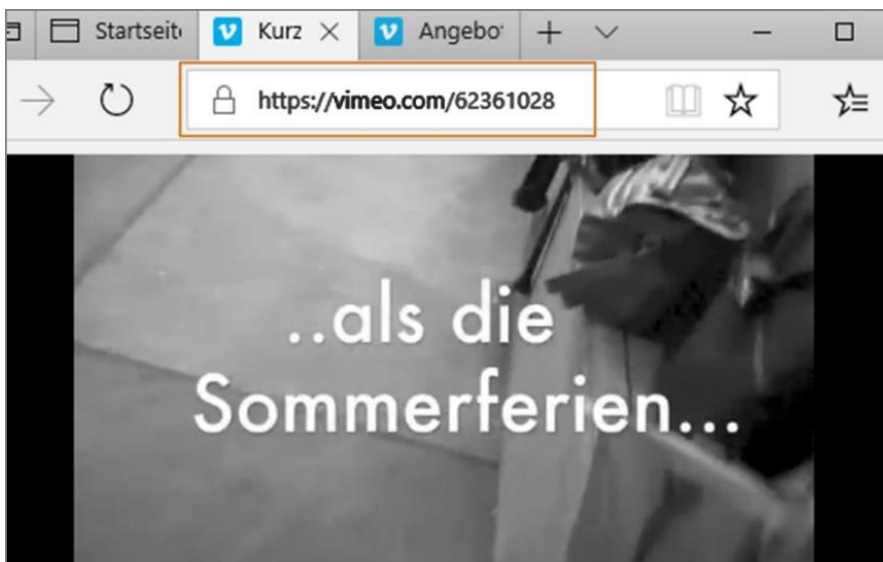 Startseit
Kurz
Angebo
https://vimeo.com/62361028
..als die
Sommerferien...